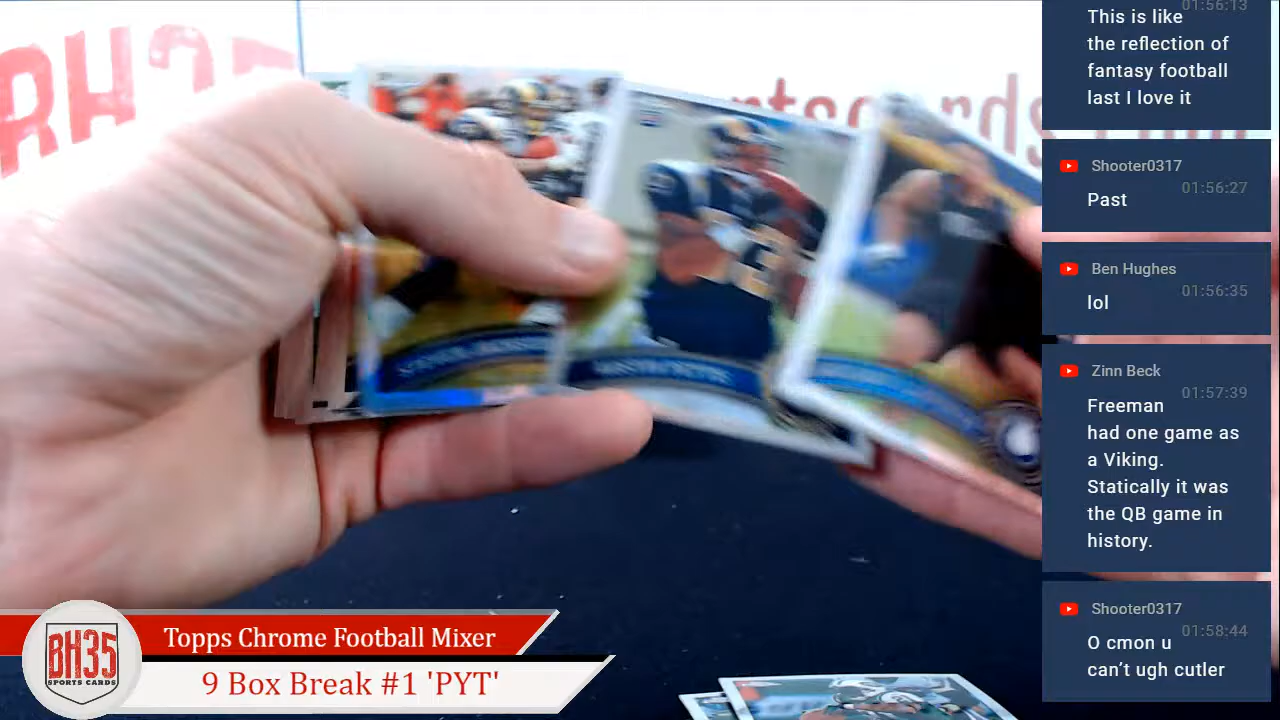 01:56:13
This is like
the reflection of
fantasy football
last I love it
Shooter0317
01:56:27
Past
Ben Hughes
01:56:35
lol
Zinn Beck
01:57:39
Freeman
had one game as
a Viking.
Statically it was
the QB game in
history.
Shooter0317
01:58:44
O cmon u
can't ugh cutler
BH35
SPORTS CARDS
Topps Chrome Football Mixer
9 Box Break #1 'PYT'